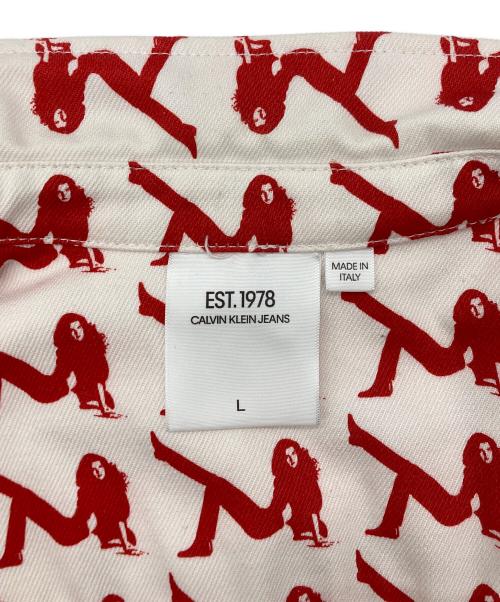 EST.1978
CALVIN KLEIN JEANS
L
MADE IN
ITALY